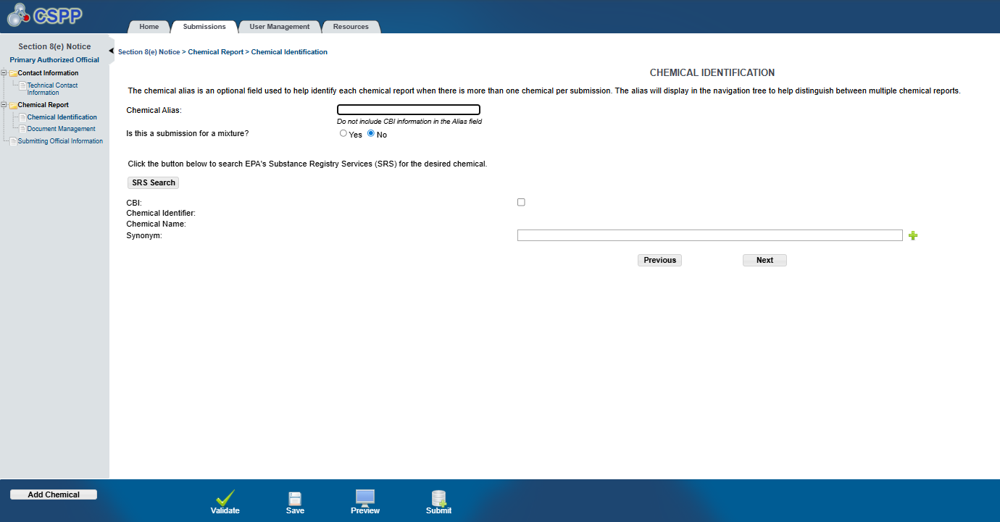 CSPP
Home Submissions User Management Resources
Section 8(e) Notice
Primary Authorized Official
Contact Information
Technical Contact
Information
Chemical Report
Chemical Identification
Document Management
Submitting Official Information
Section 8(e) Notice > Chemical Report > Chemical Identification
CHEMICAL IDENTIFICATION
The chemical alias is an optional field used to help identify each chemical report when there is more than one chemical per submission. The alias will display in the navigation tree to help distinguish between multiple chemical reports.
Chemical Alias:
Do not include CBI information in the Alias field
Is this a submission for a mixture? Yes No
Click the button below to search EPA's Substance Registry Services (SRS) for the desired chemical.
SRS Search
CBI:
Chemical Identifier:
Chemical Name:
Synonym:
Previous Next
Add Chemical
Validate Save Preview Submit